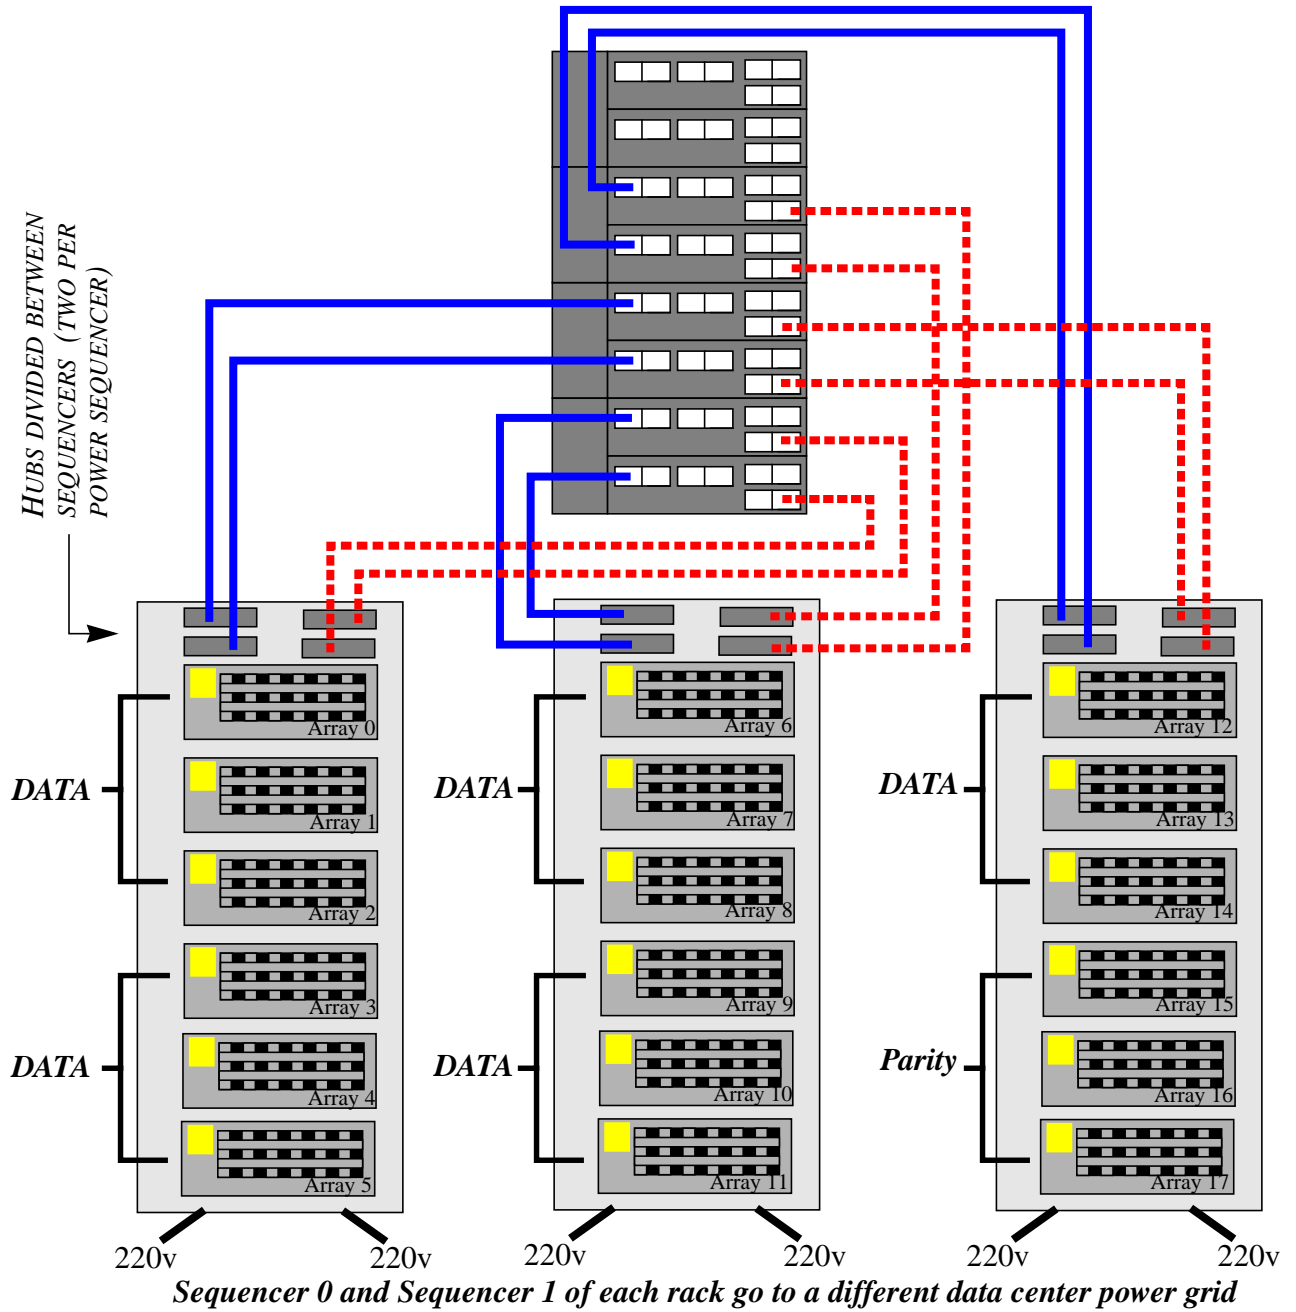 HUBS DIVIDED BETWEEN
SEQUENCERS (TWO PER
POWER SEQUENCER)
Array 0
Array 1
Array 2
Array 3
Array 4
Array 5
DATA
DATA
Array 6
Array 7
Array 8
Array 9
Array 10
Array 11
DATA
DATA
Array 12
Array 13
Array 14
Array 15
Array 16
Array 17
DATA
Parity
220v
220v
220v
220v
220v
220v
Sequencer 0 and Sequencer 1 of each rack go to a different data center power grid